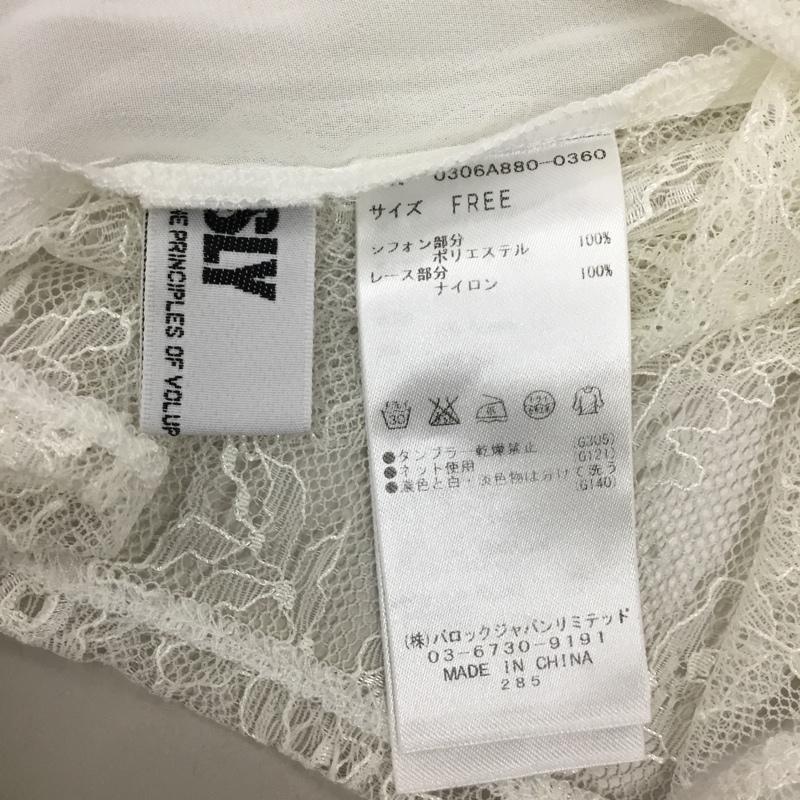 SLY
HE PRINCIPLES OF VOLUP
0306A880-0360
サイズ FREE
シフォン部分
ポリエステル 100%
レース部分 100%
ナイロン
30
●タンブラー乾燥禁止 (G305)
●ネット使用 (G121)
●濃色と白・淡色物は分けて洗う
(G140)
(株)バロックジャパンリミテッド
03-6730-9191
MADE IN CHINA
285